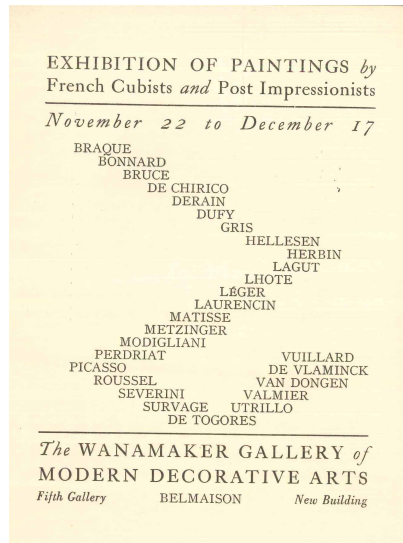 EXHIBITION OF PAINTINGS by
French Cubists and Post Impressionists
November 22 to December 17
BRAQUE
BONNARD
BRUCE
DE CHIRICO
DERAIN
DUFY
GRIS
HELLESEN
HERBIN
LAGUT
LHOTE
LÉGER
LAURENCIN
MATISSE
METZINGER
MODIGLIANI
PERDRIAT VUILLARD
PICASSO DE VLAMINCK
ROUSSEL VAN DONGEN
SEVERINI VALMIER
SURVAGE UTRILLO
DE TOGORES
The WANAMAKER GALLERY of
MODERN DECORATIVE ARTS
Fifth Gallery BELMAISON New Building